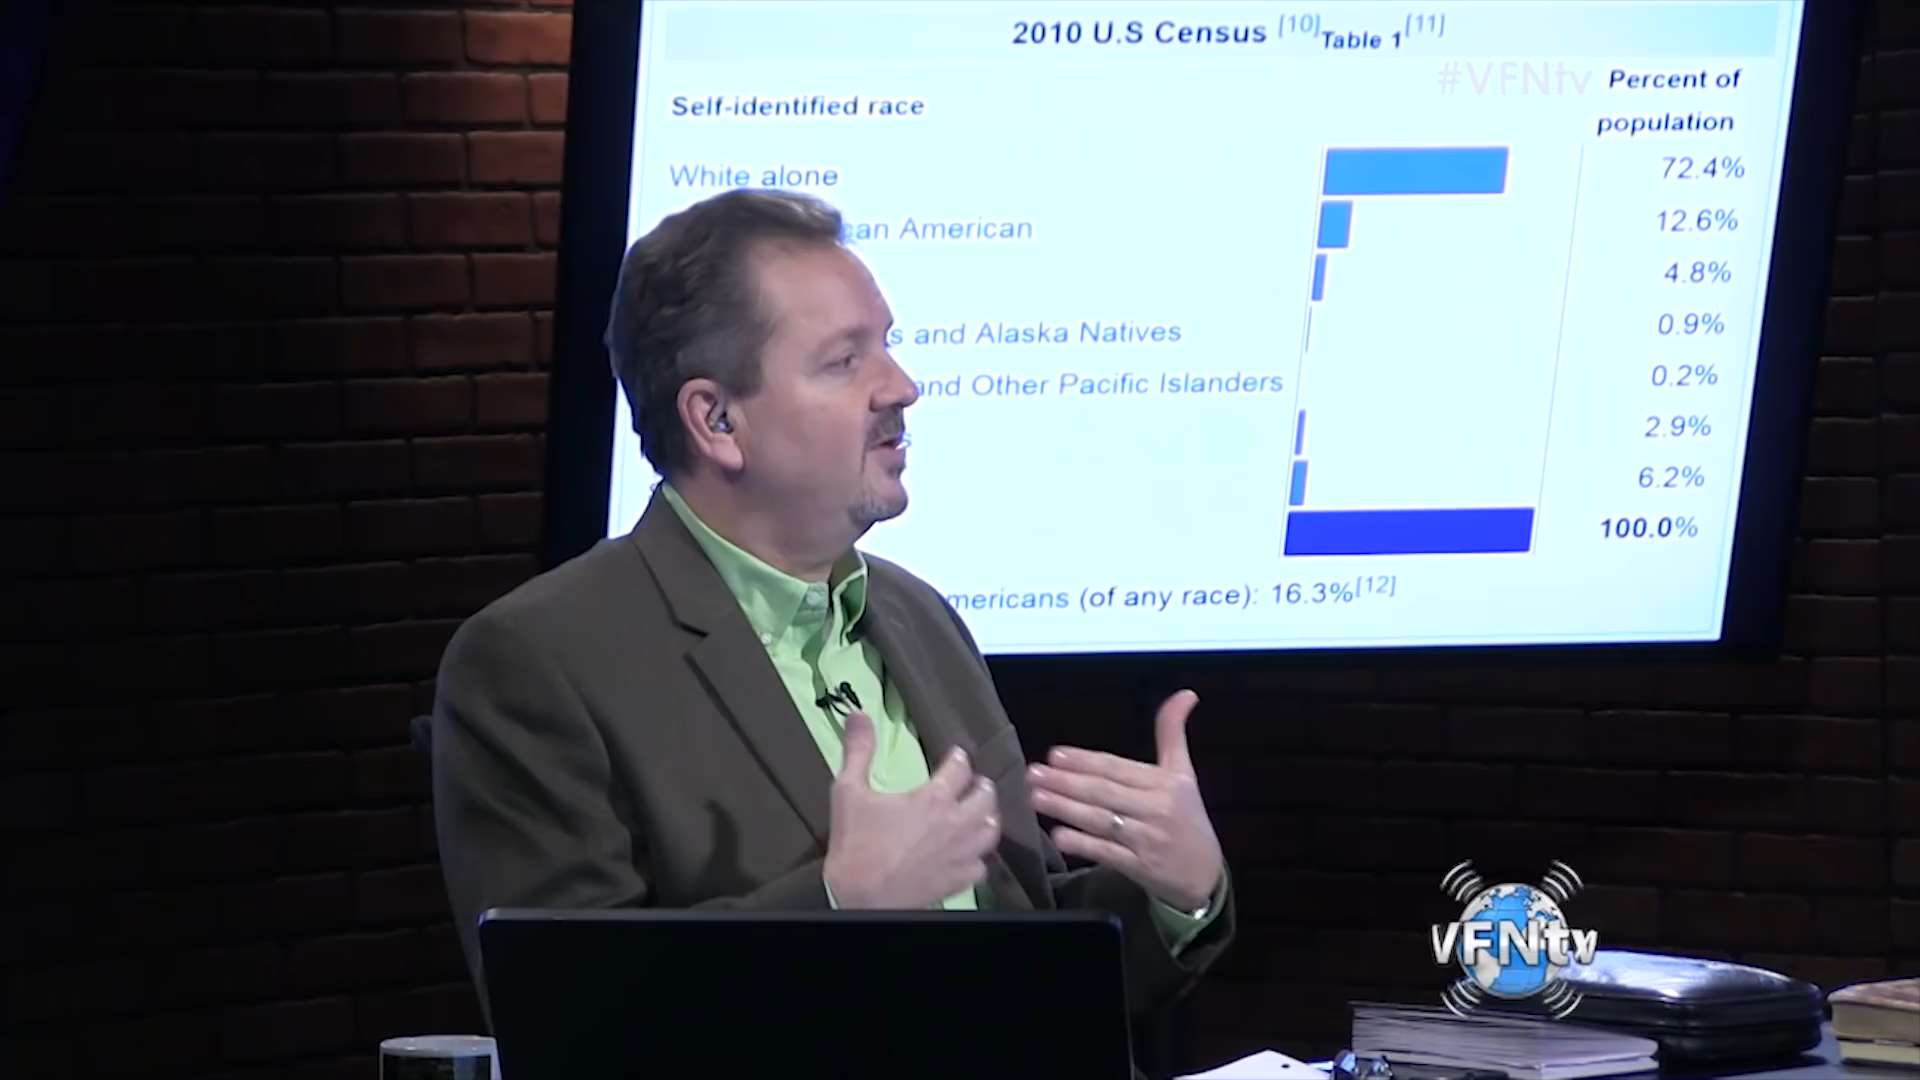 2010 U.S Census [10] Table 1 [11]
#VFNtv
Percent of
population
Self-identified race
White alone
72.4%
can American
12.6%
4.8%
s and Alaska Natives
0.9%
and Other Pacific Islanders
0.2%
s
2.9%
6.2%
100.0%
mericans (of any race): 16.3%[12]
VFNtv